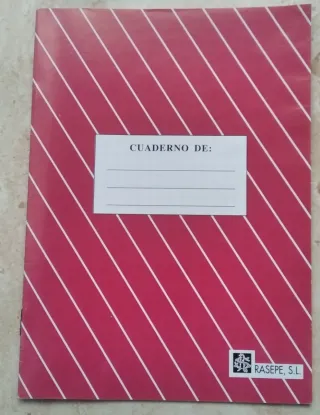 CUADERNO DE:
RASEPE, S.L.